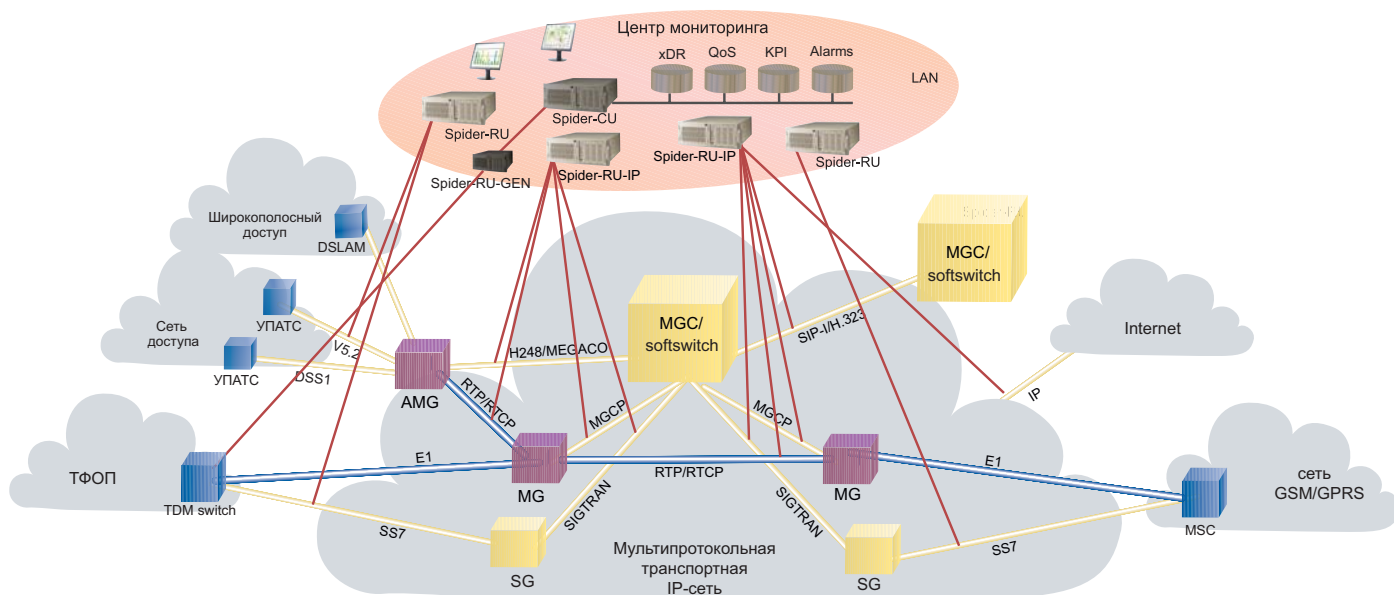 Центр мониторинга
xDR
QoS
KPI
Alarms
LAN
Spider-RU
Spider-CU
Spider-RU-IP
Spider-RU
Spider-RU-GEN
Spider-RU-IP
Широкополосный
доступ
DSLAM
MGC/
softswitch
УПАТС
Сеть
доступа
V5.2
УПАТС
DSS1
AMG
H248/MEGACO
MGC/
softswitch
SIP-I/H.323
Internet
IP
RTP/RTCP
MGCP
MGCP
ТФОП
TDM switch
E1
MG
RTP/RTCP
MG
E1
сеть
GSM/GPRS
MSC
SS7
SIGTRAN
SIGTRAN
SS7
SG
SG
Мультипротокольная
транспортная
IP-сеть